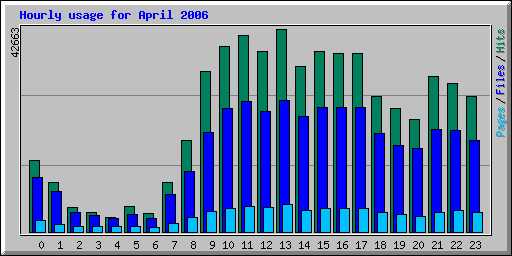 Hourly usage for April 2006
42663
Pages/Files/Hits
0 1 2 3 4 5 6 7 8 9 10 11 12 13 14 15 16 17 18 19 20 21 22 23